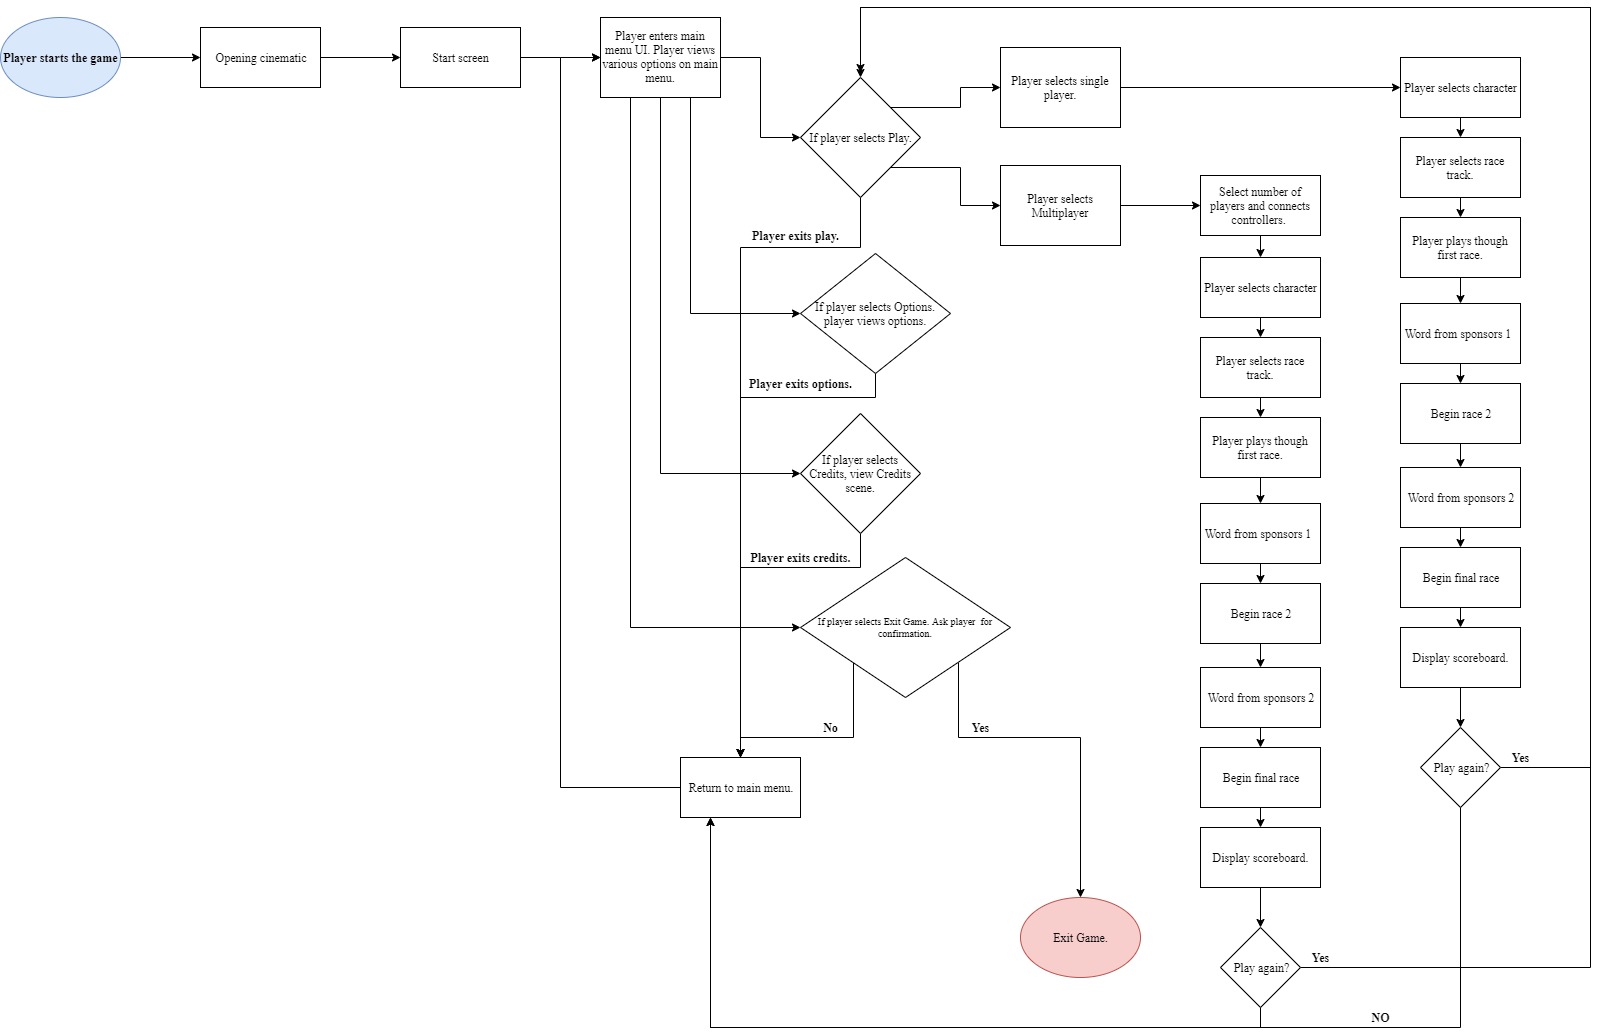 Player starts the game
Opening cinematic
Start screen
Player enters main
menu UI. Player views
various options on main
menu.
If player selects Play.
Player selects single
player.
Player selects
Multiplayer
Player exits play.
If player selects Options.
player views options.
Player exits options.
If player selects
Credits, view Credits
scene.
Player exits credits.
If player selects Exit Game. Ask player  for
confirmation.
No
Yes
Return to main menu.
Exit Game.
Select number of
players and connects
controllers.
Player selects character
Player selects race
track.
Player plays though
first race.
Word from sponsors 1
Begin race 2
Word from sponsors 2
Begin final race
Display scoreboard.
Play again?
Yes
Player selects character
Player selects race
track.
Player plays though
first race.
Word from sponsors 1
Begin race 2
Word from sponsors 2
Begin final race
Display scoreboard.
Play again?
Yes
NO